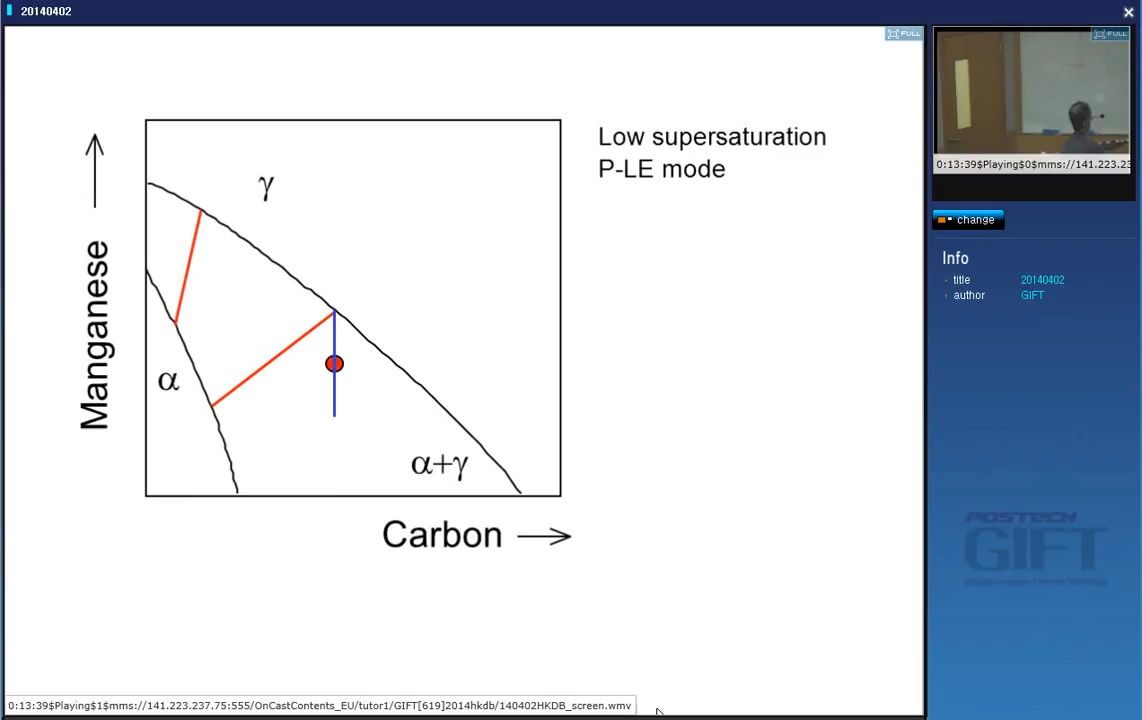 20140402
FULL
Low supersaturation
P-LE mode
γ
Manganese
α
α+γ
Carbon
0:13:39$Playing$1$mms://141.223.237.75:555/OnCastContents_EU/tutor1/GIFT[619]2014hkdb/140402HKDB_screen.wmv
FULL
0:13:39$Playing$0$mms://141.223.23
change
Info
title 20140402
author GIFT
POSTECH
GIFT